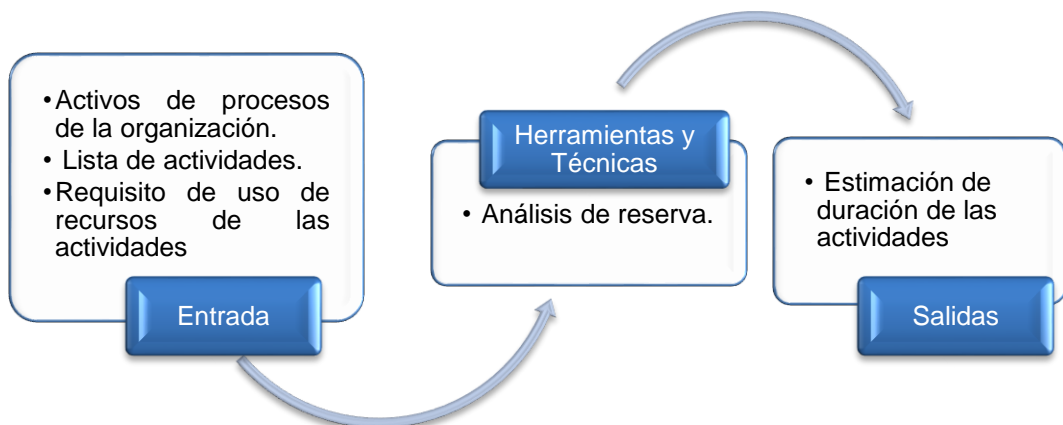 •Activos de procesos
de la organización.
• Lista de actividades.
•Requisito de uso de
recursos de las
actividades
Entrada
Herramientas y
Técnicas
• Análisis de reserva.
• Estimación de
duración de las
actividades
Salidas